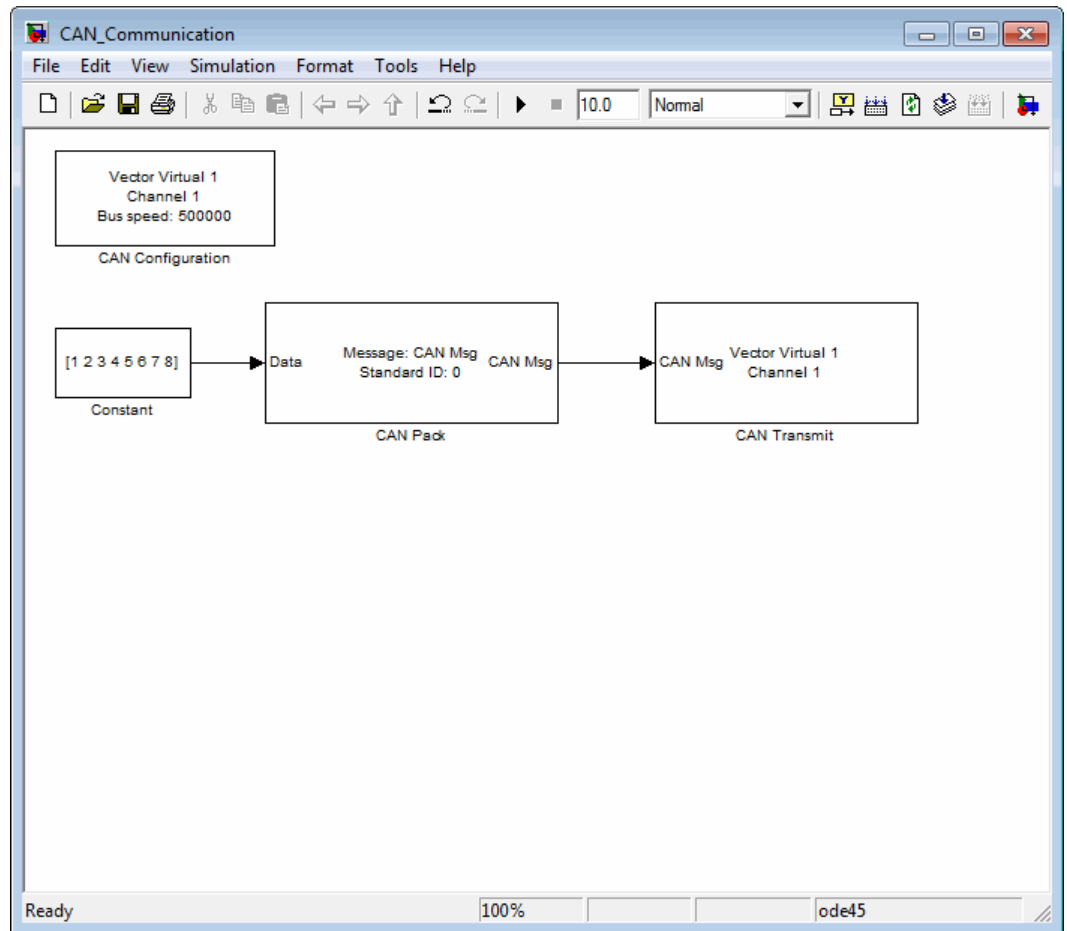 CAN_Communication
File Edit View Simulation Format Tools Help
10.0 Normal
Vector Virtual 1
Channel 1
Bus speed: 500000
CAN Configuration
[1 2 3 4 5 6 7 8]
Constant
Data
Message: CAN Msg
Standard ID: 0
CAN Msg
CAN Pack
CAN Msg
Vector Virtual 1
Channel 1
CAN Transmit
Ready 100% ode45